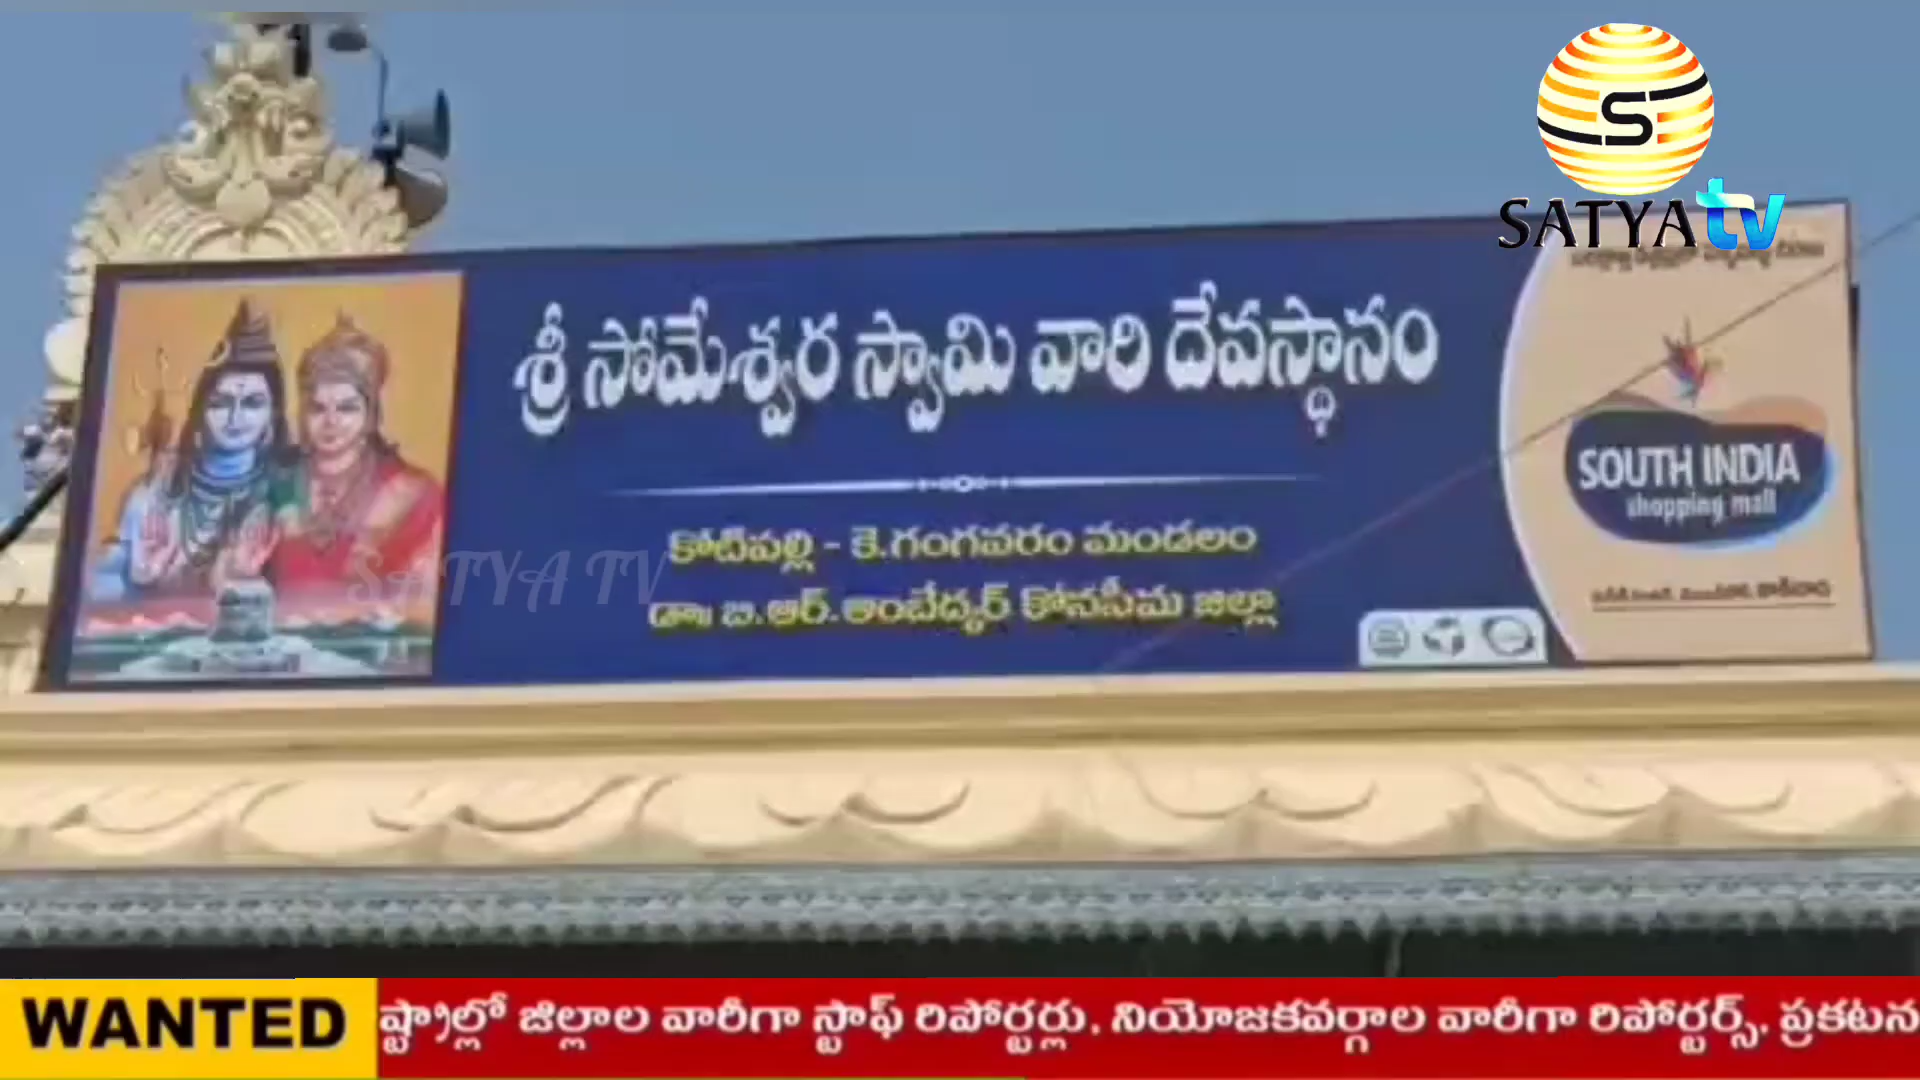 SATYA tv
శ్రీ సోమేశ్వర స్వామి వారి దేవస్థానం
SOUTH INDIA
shopping mall
కోటిపల్లి - కె.గంగవరం మండలం
డా॥ బి.ఆర్. అంబేద్కర్ కోనసీమ జిల్లా
SATYA TV
WANTED ష్ట్రాల్లో జిల్లాల వారీగా స్టాఫ్ రిపోర్టర్లు. నియోజకవర్గాల వారీగా రిపోర్టర్స్. ప్రకటన